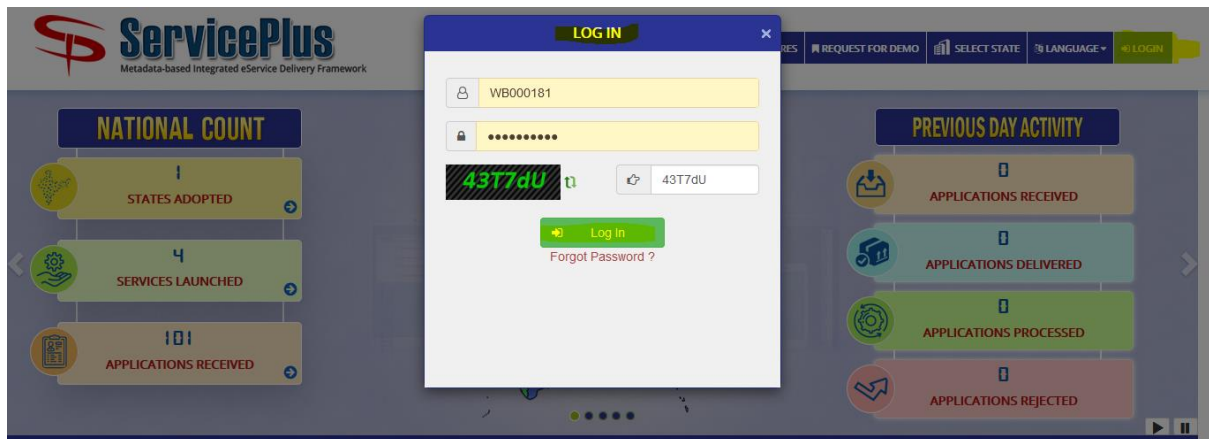 ServicePlus
Metadata-based Integrated eService Delivery Framework
RES
REQUEST FOR DEMO
SELECT STATE
LANGUAGE
LOGIN
LOG IN
×
WB000181
••••••••••
43T7dU
43T7dU
Log In
Forgot Password ?
NATIONAL COUNT
1
STATES ADOPTED
4
SERVICES LAUNCHED
101
APPLICATIONS RECEIVED
PREVIOUS DAY ACTIVITY
0
APPLICATIONS RECEIVED
0
APPLICATIONS DELIVERED
0
APPLICATIONS PROCESSED
0
APPLICATIONS REJECTED